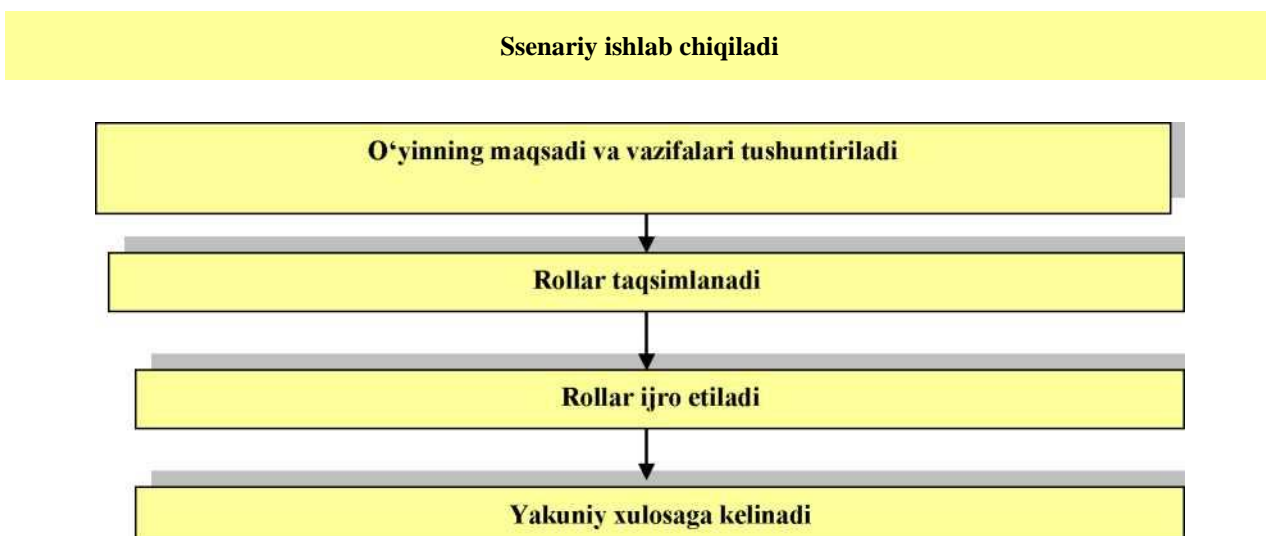 Ssenariy ishlab chiqiladi
O‘yinning maqsadi va vazifalari tushuntiriladi
Rollar taqsimlanadi
Rollar ijro etiladi
Yakuniy xulosaga kelinadi